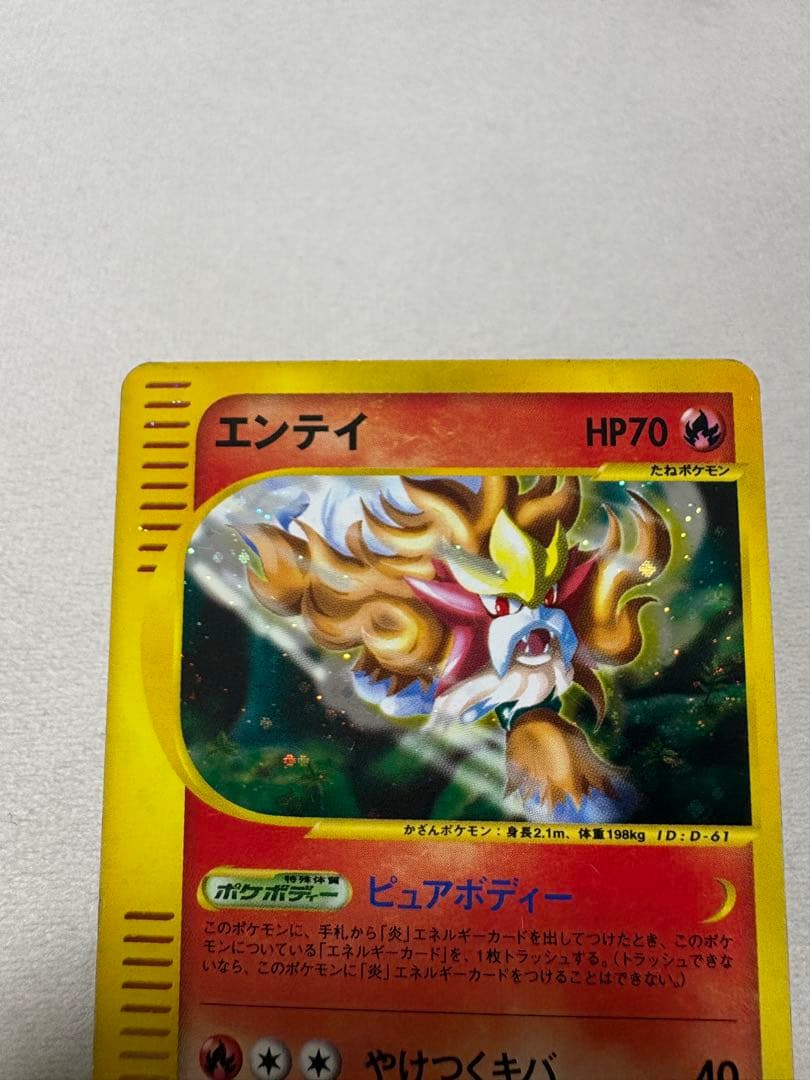 エンテイ HP70
たねポケモン
かざんポケモン：身長2.1m、体重198kg ID:D-61
特殊体質
ポケボディー ピュアボディー
このポケモンに、手札から「炎」エネルギーカードを出してつけたとき、このポケ
モンについている「エネルギーカード」を、1枚トラッシュする。（トラッシュできな
いなら、このポケモンに「炎」エネルギーカードをつけることはできない。）
やけつくキバ 40